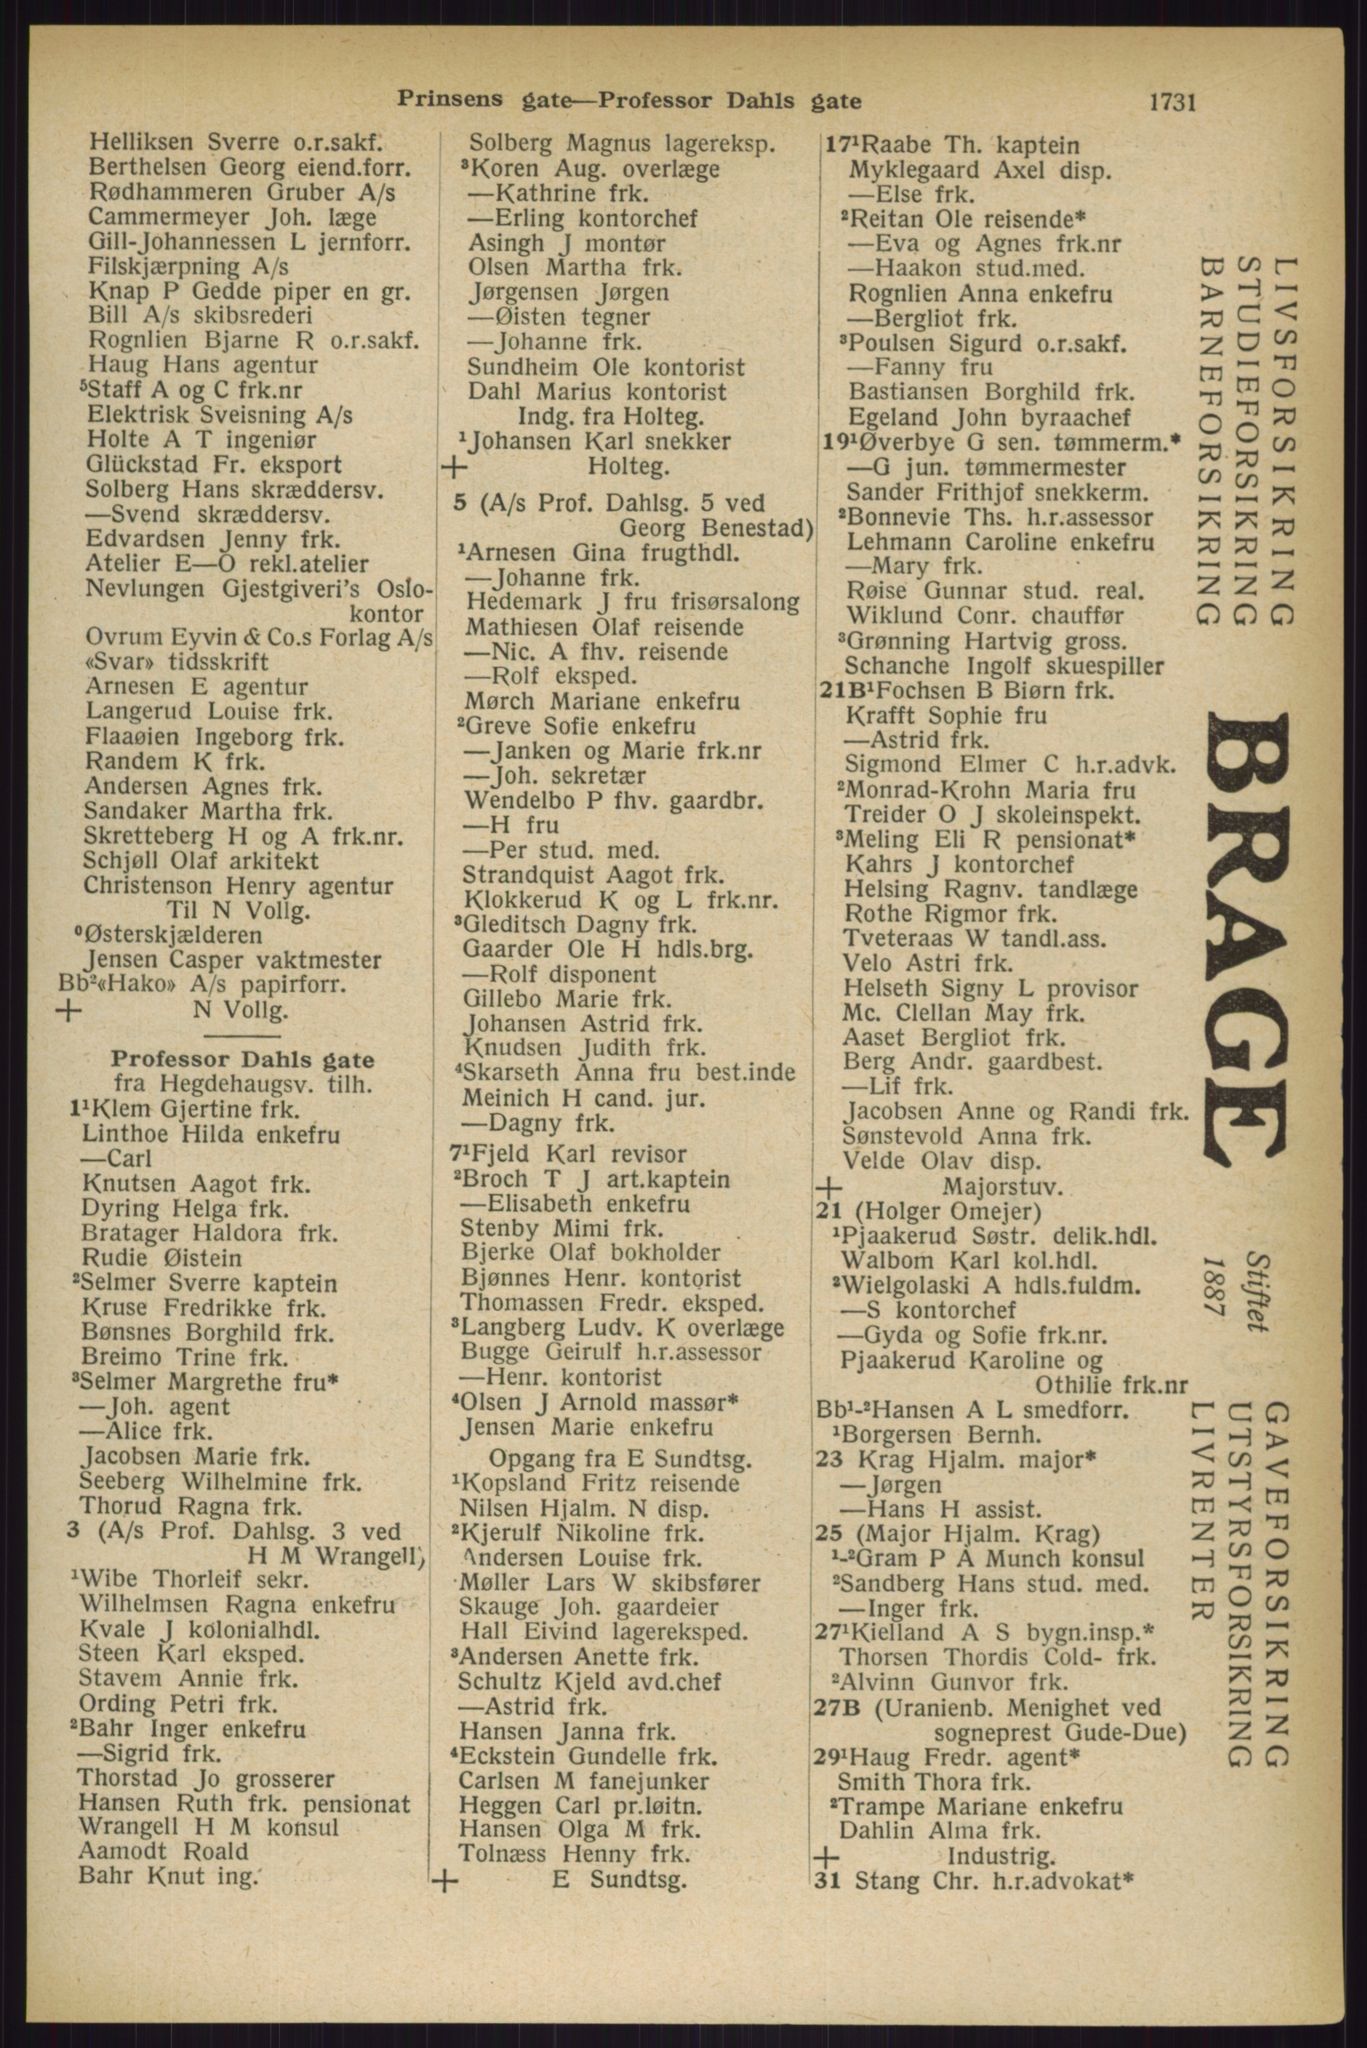 Prinsens gate—Professor Dahls gate 1731
Helliksen Sverre o.r.sakf.
Berthelsen Georg eiend.forr.
Rødhammeren Gruber A/s
Cammermeyer Joh. læge
Gill-Johannessen L jernforr.
Filskjærpning A/s
Knap P Gedde piper en gr.
Bill A/s skibsrederi
Rognlien Bjarne R o.r.sakf.
Haug Hans agentur
⁵Staff A og C frk.nr
Elektrisk Sveisning A/s
Holte A T ingeniør
Glückstad Fr. eksport
Solberg Hans skræddersv.
—Svend skræddersv.
Edvardsen Jenny frk.
Atelier E—O rekl.atelier
Nevlungen Gjestgiveri's Oslo-
kontor
Ovrum Eyvin & Co.s Forlag A/s
«Svar» tidsskrift
Arnesen E agentur
Langerud Louise frk.
Flaaøien Ingeborg frk.
Randem K frk.
Andersen Agnes frk.
Sandaker Martha frk.
Skretteberg H og A frk.nr.
Schjøll Olaf arkitekt
Christenson Henry agentur
Til N Vollg.
⁰Østerskjælderen
Jensen Casper vaktmester
Bb²«Hako» A/s papirforr.
+ N Vollg.
Professor Dahls gate
fra Hegdehaugsv. tilh.
1¹Klem Gjertine frk.
Linthoe Hilda enkefru
—Carl
Knutsen Aagot frk.
Dyring Helga frk.
Bratager Haldora frk.
Rudie Øistein
²Selmer Sverre kaptein
Kruse Fredrikke frk.
Bønsnes Borghild frk.
Breimo Trine frk.
³Selmer Margrethe fru*
—Joh. agent
—Alice frk.
Jacobsen Marie frk.
Seeberg Wilhelmine frk.
Thorud Ragna frk.
3 (A/s Prof. Dahlsg. 3 ved
H M Wrangell)
¹Wibe Thorleif sekr.
Wilhelmsen Ragna enkefru
Kvale J kolonialhdl.
Steen Karl eksped.
Stavem Annie frk.
Ording Petri frk.
²Bahr Inger enkefru
—Sigrid frk.
Thorstad Jo grosserer
Hansen Ruth frk. pensionat
Wrangell H M konsul
Aamodt Roald
Bahr Knut ing.
Solberg Magnus lagereksp.
³Koren Aug. overlæge
—Kathrine frk.
—Erling kontorchef
Asingh J montør
Olsen Martha frk.
Jørgensen Jørgen
—Øisten tegner
—Johanne frk.
Sundheim Ole kontorist
Dahl Marius kontorist
Indg. fra Holteg.
¹Johansen Karl snekker
+ Holteg.
5 (A/s Prof. Dahlsg. 5 ved
Georg Benestad)
¹Arnesen Gina frugthdl.
—Johanne frk.
Hedemark J fru frisørsalong
Mathiesen Olaf reisende
—Nic. A fhv. reisende
—Rolf eksped.
Mørch Mariane enkefru
²Greve Sofie enkefru
—Janken og Marie frk.nr
—Joh. sekretær
Wendelbo P fhv. gaardbr.
—H fru
—Per stud. med.
Strandquist Aagot frk.
Klokkerud K og L frk.nr.
³Gleditsch Dagny frk.
Gaarder Ole H hdls.brg.
—Rolf disponent
Gillebo Marie frk.
Johansen Astrid frk.
Knudsen Judith frk.
⁴Skarseth Anna fru best.inde
Meinich H cand. jur.
—Dagny frk.
7¹Fjeld Karl revisor
²Broch T J art.kaptein
—Elisabeth enkefru
Stenby Mimi frk.
Bjerke Olaf bokholder
Bjønnes Henr. kontorist
Thomassen Fredr. eksped.
³Langberg Ludv. K overlæge
Bugge Geirulf h.r.assessor
—Henr. kontorist
⁴Olsen J Arnold massør*
Jensen Marie enkefru
Opgang fra E Sundtsg.
¹Kopsland Fritz reisende
Nilsen Hjalm. N disp.
²Kjerulf Nikoline frk.
Andersen Louise frk.
Møller Lars W skibsfører
Skauge Joh. gaardeier
Hall Eivind lagereksped.
³Andersen Anette frk.
Schultz Kjeld avd.chef
—Astrid frk.
Hansen Janna frk.
⁴Eckstein Gundelle frk.
Carlsen M fanejunker
Heggen Carl pr.løitn.
Hansen Olga M frk.
Tolnæss Henny frk.
+ E Sundtsg.
17¹Raabe Th. kaptein
Myklegaard Axel disp.
—Else frk.
²Reitan Ole reisende*
—Eva og Agnes frk.nr
—Haakon stud.med.
Rognlien Anna enkefru
—Bergliot frk.
³Poulsen Sigurd o.r.sakf.
—Fanny fru
Bastiansen Borghild frk.
Egeland John byraachef
19¹Øverbye G sen. tømmerm.*
—G jun. tømmermester
Sander Frithjof snekkerm.
²Bonnevie Ths. h.r.assessor
Lehmann Caroline enkefru
—Mary frk.
Røise Gunnar stud. real.
Wiklund Conr. chauffør
³Grønning Hartvig gross.
Schanche Ingolf skuespiller
21B¹Fochsen B Biørn frk.
Krafft Sophie fru
—Astrid frk.
Sigmond Elmer C h.r.advk.
²Monrad-Krohn Maria fru
Treider O J skoleinspekt.
³Meling Eli R pensionat*
Kahrs J kontorchef
Helsing Ragnv. tandlæge
Rothe Rigmor frk.
Tveteraas W tandl.ass.
Velo Astri frk.
Helseth Signy L provisor
Mc. Clellan May frk.
Aaset Bergliot frk.
Berg Andr. gaardbest.
—Lif frk.
Jacobsen Anne og Randi frk.
Sønstevold Anna frk.
Velde Olav disp.
+ Majorstuv.
21 (Holger Omejer)
¹Pjaakerud Søstr. delik.hdl.
Walbom Karl kol.hdl.
²Wielgolaski A hdls.fuldm.
—S kontorchef
—Gyda og Sofie frk.nr.
Pjaakerud Karoline og
Othilie frk.nr
Bb¹-²Hansen A L smedforr.
¹Borgersen Bernh.
23 Krag Hjalm. major*
—Jørgen
—Hans H assist.
25 (Major Hjalm. Krag)
¹-²Gram P A Munch konsul
²Sandberg Hans stud. med.
—Inger frk.
27¹Kielland A S bygn.insp.*
Thorsen Thordis Cold- frk.
²Alvinn Gunvor frk.
27B (Uranienb. Menighet ved
sogneprest Gude-Due)
29¹Haug Fredr. agent*
Smith Thora frk.
²Trampe Mariane enkefru
Dahlin Alma frk.
+ Industrig.
31 Stang Chr. h.r.advokat*
LIVSFORSIKRING
STUDIEFORSIKRING
BARNEFORSIKRING
BRAGE
Stiftet
1887
GAVEFORSIKRING
UTSTYRSFORSIKRING
LIVRENTER